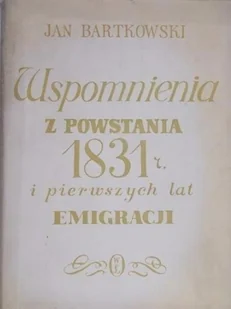 JAN BARTKOWSKI
Wspomnienia
Z POWSTANIA
1831 r.
i pierwszych lat
EMIGRACJI